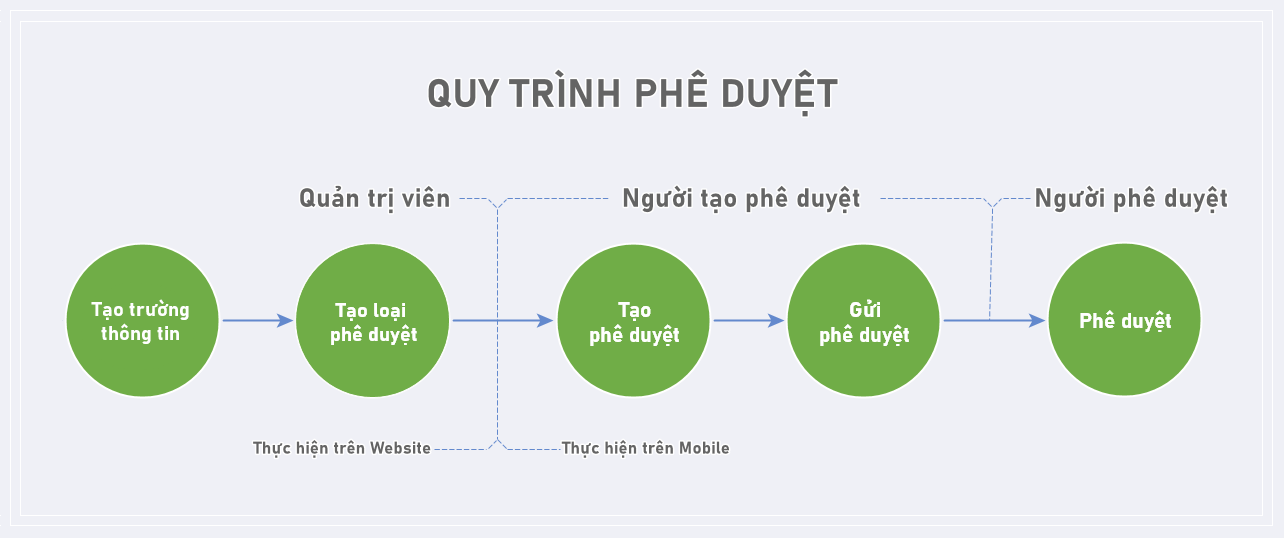 QUY TRÌNH PHÊ DUYỆT
Quản trị viên
Người tạo phê duyệt
Người phê duyệt
Tạo trường
thông tin
Tạo loại
phê duyệt
Tạo
phê duyệt
Gửi
phê duyệt
Phê duyệt
Thực hiện trên Website
Thực hiện trên Mobile